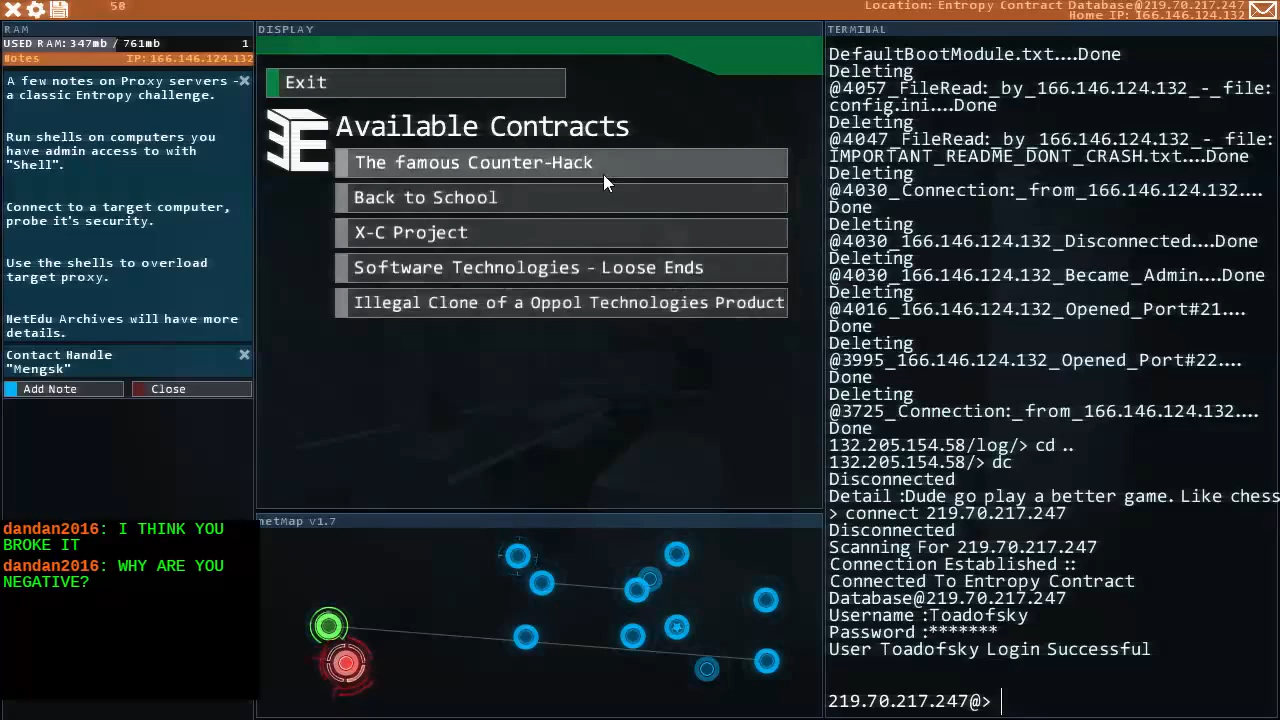 58
Location: Entropy Contract Database@219.70.217.247
Home IP: 166.146.124.132
RAM
USED RAM: 347mb / 761mb 1
Notes IP: 166.146.124.132
A few notes on Proxy servers -
a classic Entropy challenge.
Run shells on computers you
have admin access to with
"Shell".
Connect to a target computer,
probe it's security.
Use the shells to overload
target proxy.
NetEdu Archives will have more
details.
Contact Handle
"Mengsk"
Add Note Close
dandan2016: I THINK YOU
BROKE IT
dandan2016: WHY ARE YOU
NEGATIVE?
DISPLAY
Exit
Available Contracts
The famous Counter-Hack
Back to School
X-C Project
Software Technologies - Loose Ends
Illegal Clone of a Oppol Technologies Product
netMap v1.7
TERMINAL
DefaultBootModule.txt....Done
Deleting
@4057_FileRead:_by_166.146.124.132_-_file:
config.ini....Done
Deleting
@4047_FileRead:_by_166.146.124.132_-_file:
IMPORTANT_README_DONT_CRASH.txt....Done
Deleting
@4030_Connection:_from_166.146.124.132....
Done
Deleting
@4030_166.146.124.132_Disconnected....Done
Deleting
@4030_166.146.124.132_Became_Admin....Done
Deleting
@4016_166.146.124.132_Opened_Port#21....
Done
Deleting
@3995_166.146.124.132_Opened_Port#22....
Done
Deleting
@3725_Connection:_from_166.146.124.132....
Done
132.205.154.58/log/> cd ..
132.205.154.58/> dc
Disconnected
Detail :Dude go play a better game. Like chess
> connect 219.70.217.247
Disconnected
Scanning For 219.70.217.247
Connection Established ::
Connected To Entropy Contract
Database@219.70.217.247
Username :Toadofsky
Password :*******
User Toadofsky Login Successful
219.70.217.247@>